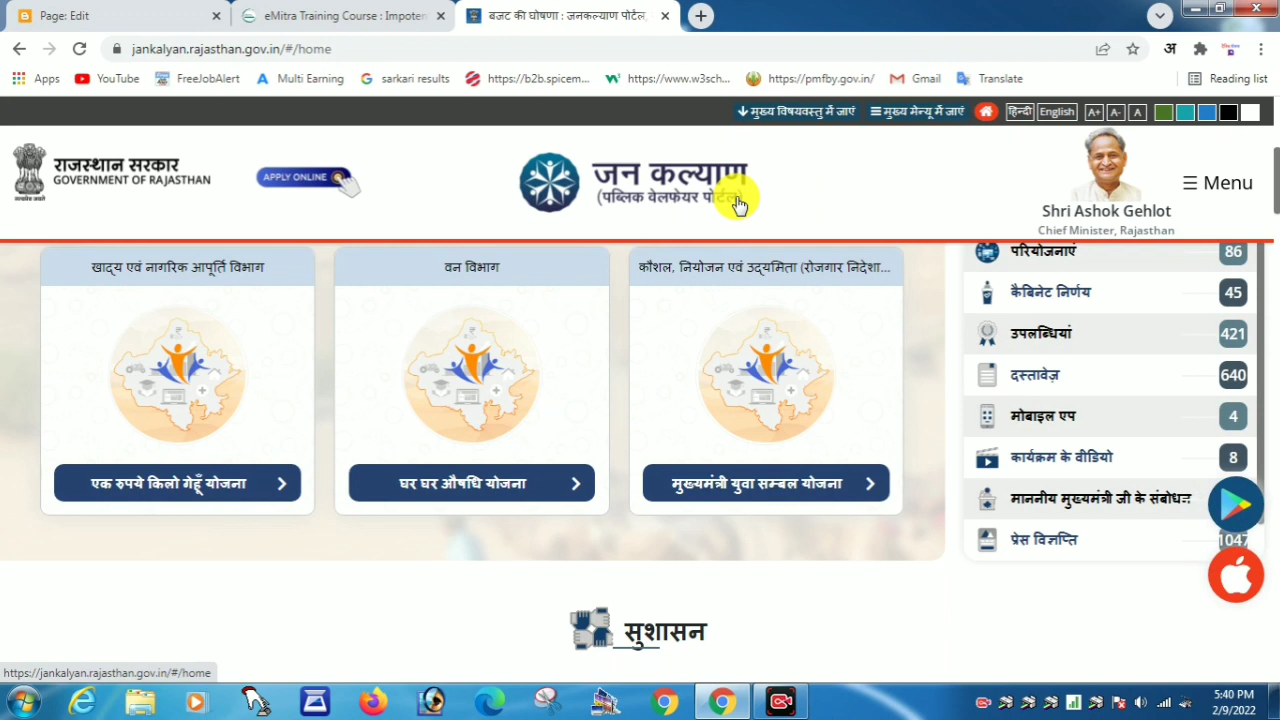 Page: Edit
eMitra Training Course : Impoten
बजट की घोषणा : जनकल्याण पोर्टल,
jankalyan.rajasthan.gov.in/#/home
अ
Apps
YouTube
FreeJobAlert
Multi Earning
sarkari results
https://b2b.spicem...
https://www.w3sch...
https://pmfby.gov.in/
Gmail
Translate
Reading list
मुख्य विषयवस्तु में जाएं
मुख्य मेन्यू में जाएं
हिन्दी
English
A+
A-
A
राजस्थान सरकार
GOVERNMENT OF RAJASTHAN
APPLY ONLINE
जन कल्याण
(पब्लिक वेलफेयर पोर्टल)
Shri Ashok Gehlot
Chief Minister, Rajasthan
Menu
खाद्य एवं नागरिक आपूर्ति विभाग
वन विभाग
कौशल, नियोजन एवं उद्यमिता (रोजगार निदेशा...
एक रुपये किलो गेहूँ योजना
घर घर औषधि योजना
मुख्यमंत्री युवा सम्बल योजना
परियोजनाएं 86
कैबिनेट निर्णय 45
उपलब्धियां 421
दस्तावेज़ 640
मोबाइल एप 4
कार्यक्रम के वीडियो 8
माननीय मुख्यमंत्री जी के संबोधन
प्रेस विज्ञप्ति 1047
सुशासन
https://jankalyan.rajasthan.gov.in/#/home
5:40 PM
2/9/2022